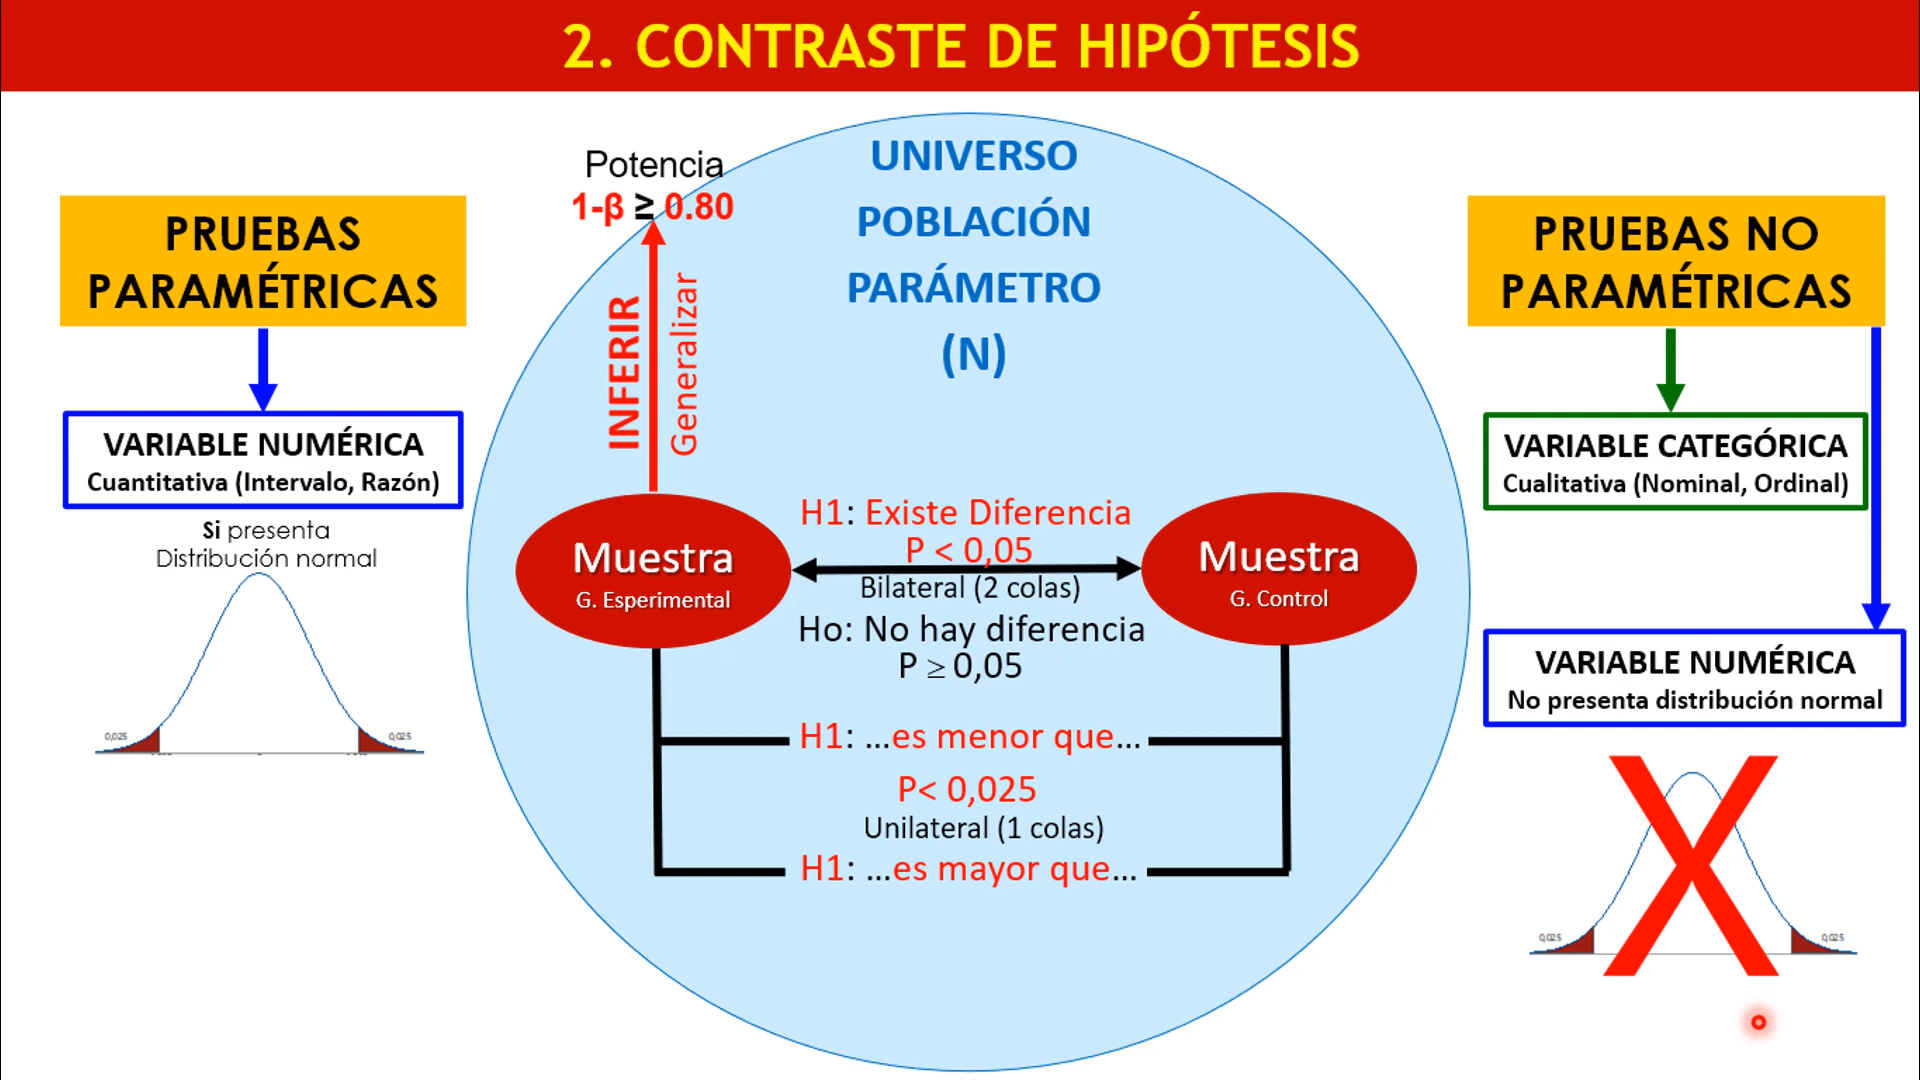 2. CONTRASTE DE HIPÓTESIS
PRUEBAS
PARAMÉTRICAS
VARIABLE NUMÉRICA
Cuantitativa (Intervalo, Razón)
Si presenta
Distribución normal
0,025
0,025
Potencia
1-β ≥ 0.80
INFERIR
Generalizar
UNIVERSO
POBLACIÓN
PARÁMETRO
(N)
Muestra
G. Esperimental
H1: Existe Diferencia
P < 0,05
Bilateral (2 colas)
Ho: No hay diferencia
P ≥ 0,05
Muestra
G. Control
H1: ...es menor que...
P< 0,025
Unilateral (1 colas)
H1: ...es mayor que...
PRUEBAS NO
PARAMÉTRICAS
VARIABLE CATEGÓRICA
Cualitativa (Nominal, Ordinal)
VARIABLE NUMÉRICA
No presenta distribución normal
0,025
0,025